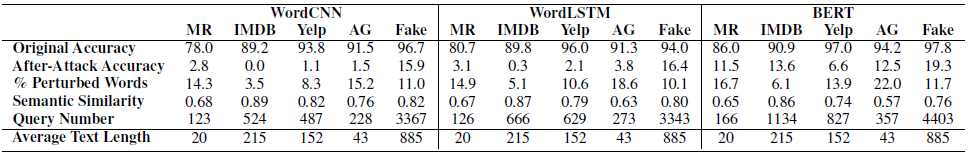 WordCNN WordLSTM BERT
MR IMDB Yelp AG Fake MR IMDB Yelp AG Fake MR IMDB Yelp AG Fake
Original Accuracy 78.0 89.2 93.8 91.5 96.7 80.7 89.8 96.0 91.3 94.0 86.0 90.9 97.0 94.2 97.8
After-Attack Accuracy 2.8 0.0 1.1 1.5 15.9 3.1 0.3 2.1 3.8 16.4 11.5 13.6 6.6 12.5 19.3
% Perturbed Words 14.3 3.5 8.3 15.2 11.0 14.9 5.1 10.6 18.6 10.1 16.7 6.1 13.9 22.0 11.7
Semantic Similarity 0.68 0.89 0.82 0.76 0.82 0.67 0.87 0.79 0.63 0.80 0.65 0.86 0.74 0.57 0.76
Query Number 123 524 487 228 3367 126 666 629 273 3343 166 1134 827 357 4403
Average Text Length 20 215 152 43 885 20 215 152 43 885 20 215 152 43 885